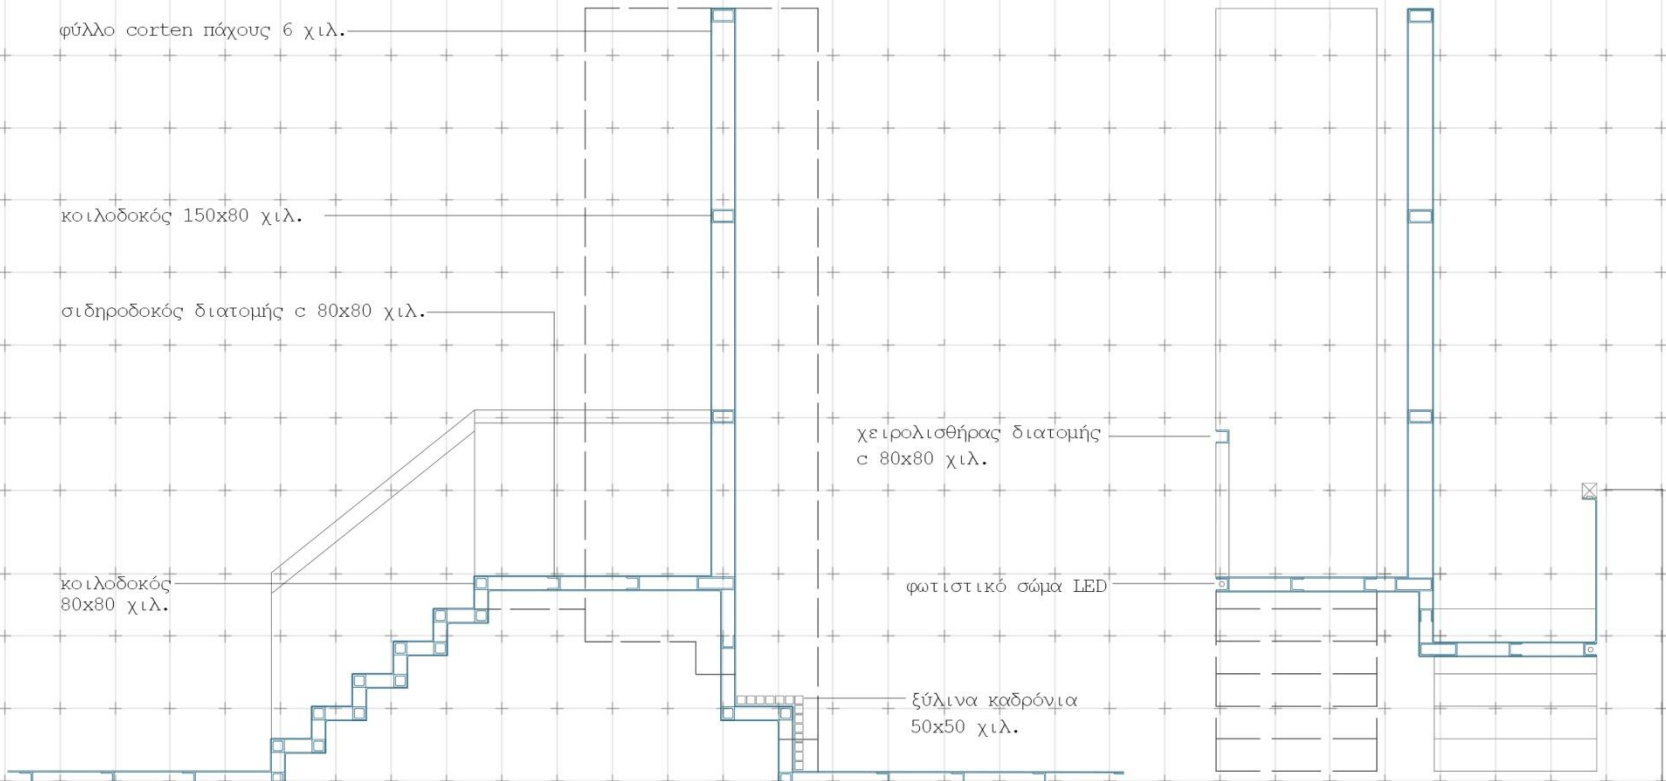 φύλλο corten πάχους 6 χιλ.
κοιλοδοκός 150x80 χιλ.
σιδηροδοκός διατομής c 80x80 χιλ.
χειρολισθήρας διατομής
c 80x80 χιλ.
κοιλοδοκός
80x80 χιλ.
φωτιστικό σώμα LED
ξύλινα καδρόνια
50x50 χιλ.